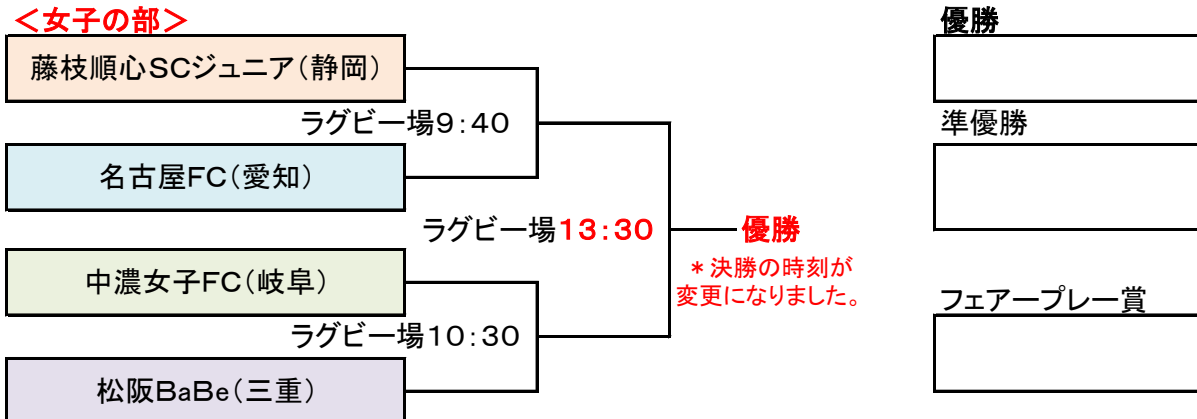 ＜女子の部＞
藤枝順心SCジュニア（静岡）
ラグビー場9：40
名古屋FC（愛知）
ラグビー場13：30
優勝
＊決勝の時刻が
変更になりました。
中濃女子FC（岐阜）
ラグビー場10：30
松阪BaBe（三重）
優勝
準優勝
フェアープレー賞